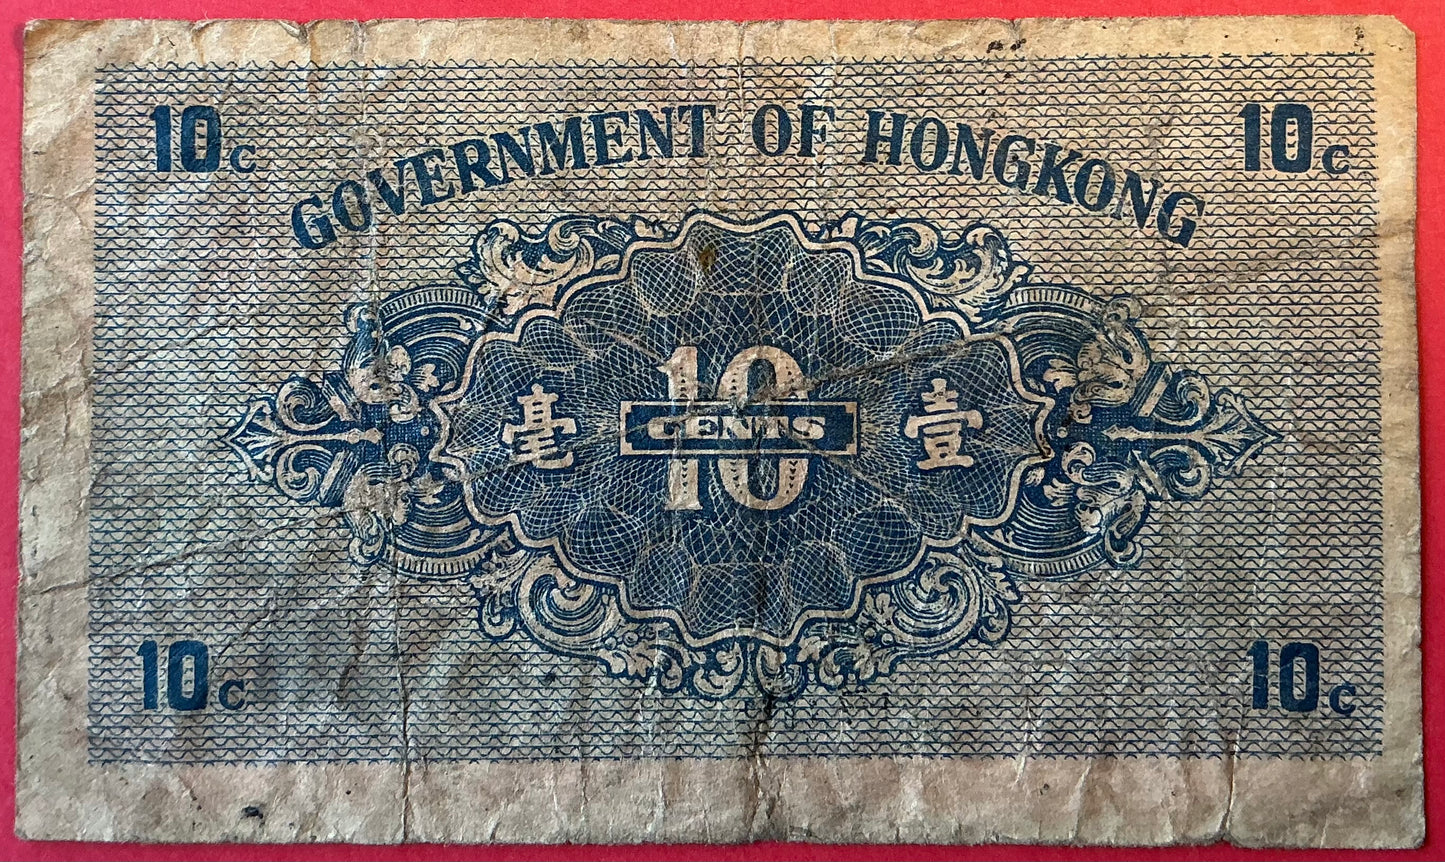 10c 10c
GOVERNMENT OF HONGKONG
毫 10 壹
CENTS
10c 10c